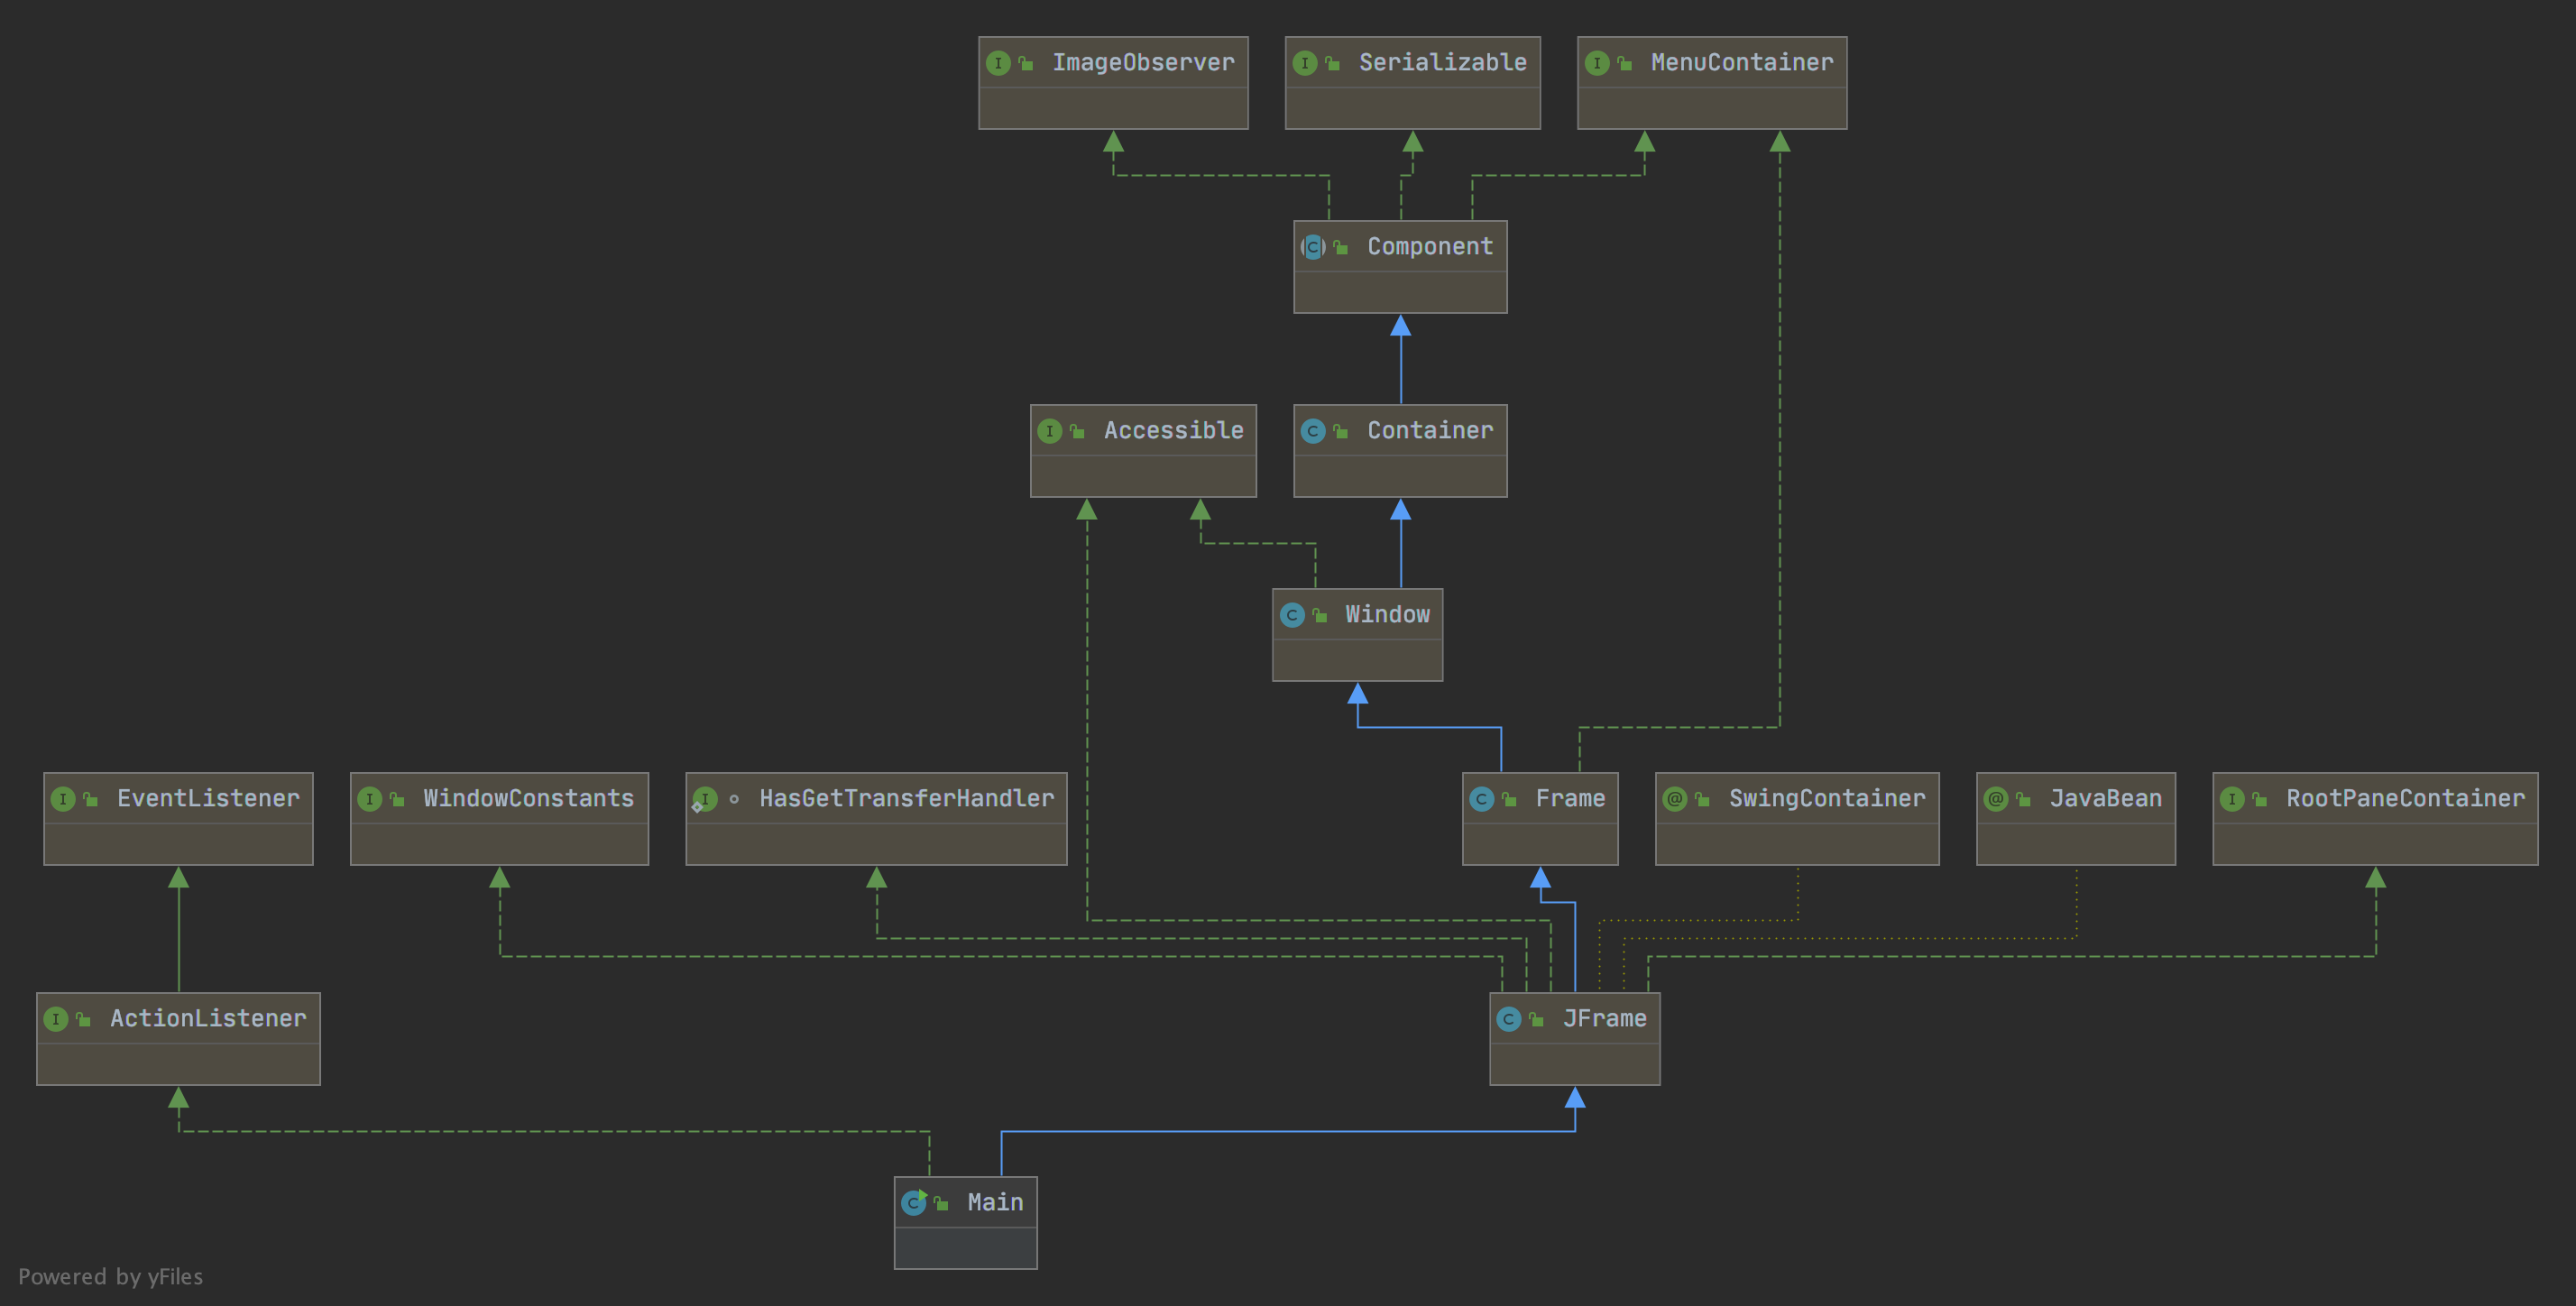 ImageObserver
Serializable
MenuContainer
Component
Accessible
Container
Window
EventListener
WindowConstants
HasGetTransferHandler
Frame
SwingContainer
JavaBean
RootPaneContainer
ActionListener
JFrame
Main
Powered by yFiles